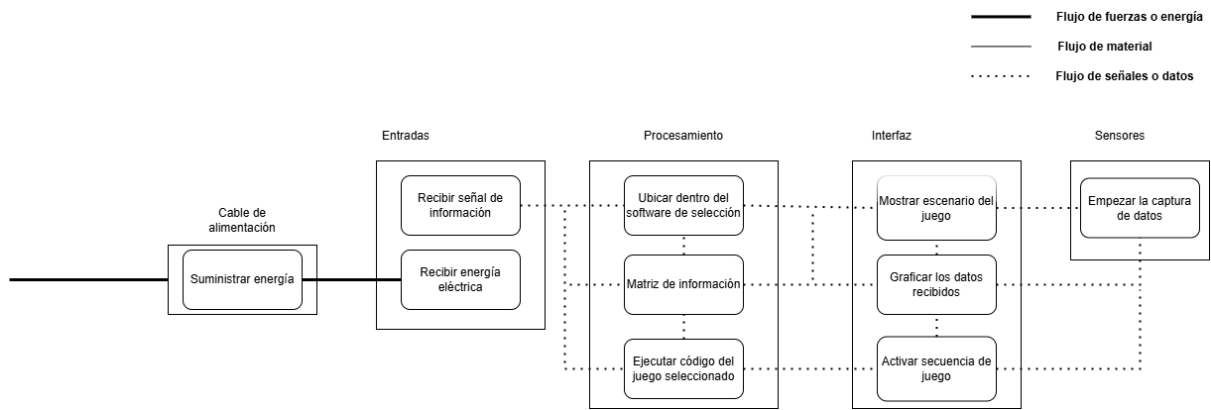 Flujo de fuerzas o energía
Flujo de material
Flujo de señales o datos
Entradas
Procesamiento
Interfaz
Sensores
Cable de
alimentación
Suministrar energía
Recibir señal de
información
Recibir energía
eléctrica
Ubicar dentro del
software de selección
Matriz de información
Ejecutar código del
juego seleccionado
Mostrar escenario del
juego
Graficar los datos
recibidos
Activar secuencia de
juego
Empezar la captura
de datos